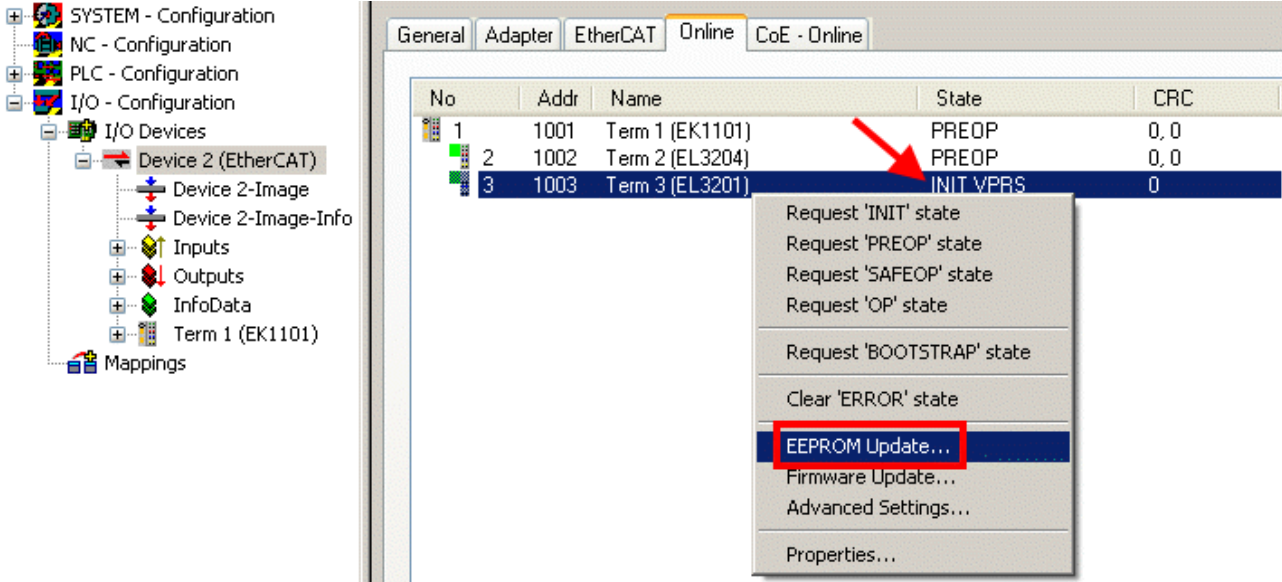 SYSTEM - Configuration
NC - Configuration
PLC - Configuration
I/O - Configuration
I/O Devices
Device 2 (EtherCAT)
Device 2-Image
Device 2-Image-Info
Inputs
Outputs
InfoData
Term 1 (EK1101)
Mappings
General Adapter EtherCAT Online CoE - Online
No Addr Name State CRC
1 1001 Term 1 (EK1101) PREOP 0, 0
2 1002 Term 2 (EL3204) PREOP 0, 0
3 1003 Term 3 (EL3201) INIT VPRS 0
Request 'INIT' state
Request 'PREOP' state
Request 'SAFEOP' state
Request 'OP' state
Request 'BOOTSTRAP' state
Clear 'ERROR' state
EEPROM Update...
Firmware Update...
Advanced Settings...
Properties...